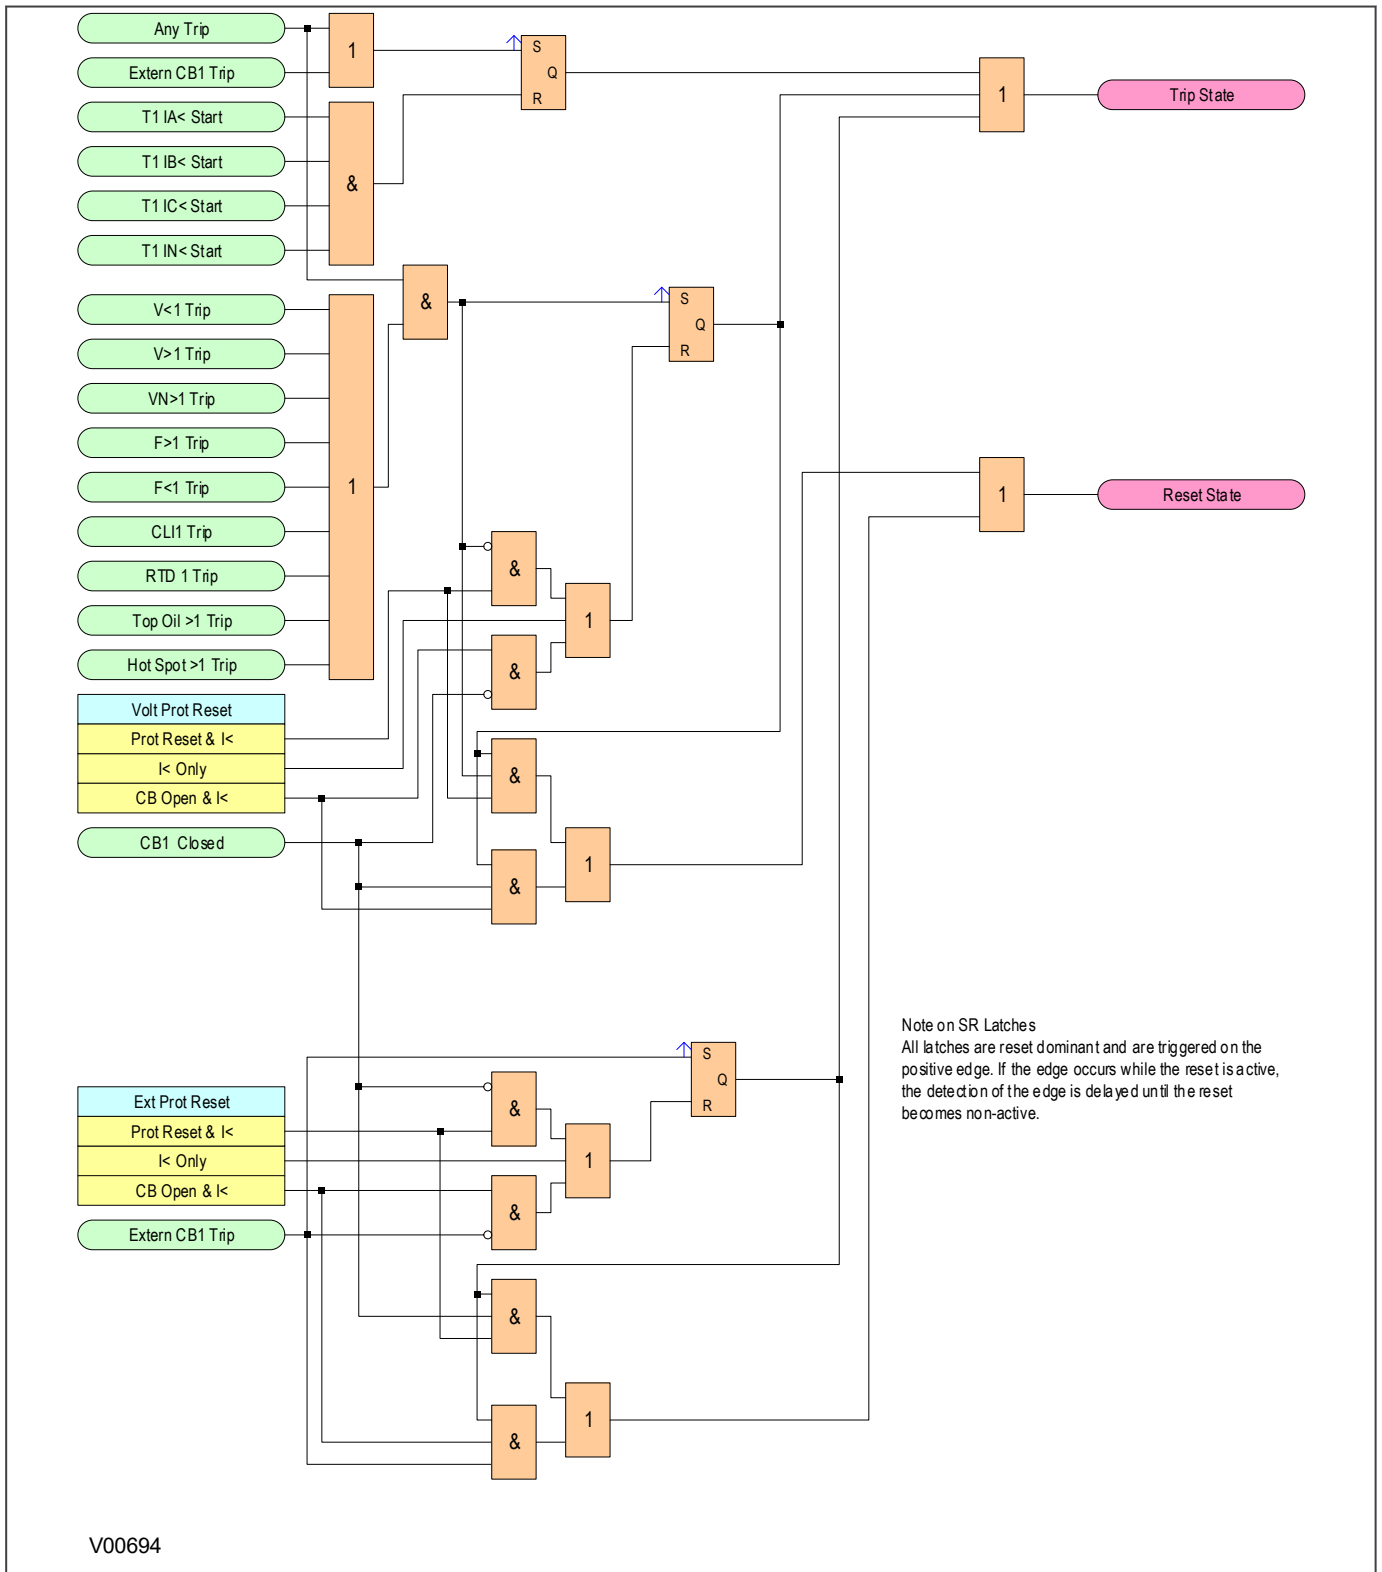 Any Trip
1
S
Q
R
Extern CB1 Trip
1
Trip State
T1 IA< Start
T1 IB< Start
&
T1 IC< Start
T1 IN< Start
&
S
Q
R
V<1 Trip
V>1 Trip
VN>1 Trip
F>1 Trip
F<1 Trip
1
1
Reset State
CLI1 Trip
RTD 1 Trip
&
Top Oil >1 Trip
1
Hot Spot >1 Trip
&
Volt Prot Reset
Prot Reset & I<
I< Only
&
CB Open & I<
CB1 Closed
1
&
Note on SR Latches
All latches are reset dominant and are triggered on the
positive edge. If the edge occurs while the reset is active,
the detection of the edge is delayed until the reset
becomes non-active.
S
Q
R
Ext Prot Reset
&
Prot Reset & I<
I< Only
1
CB Open & I<
&
Extern CB1 Trip
&
1
&
V00694